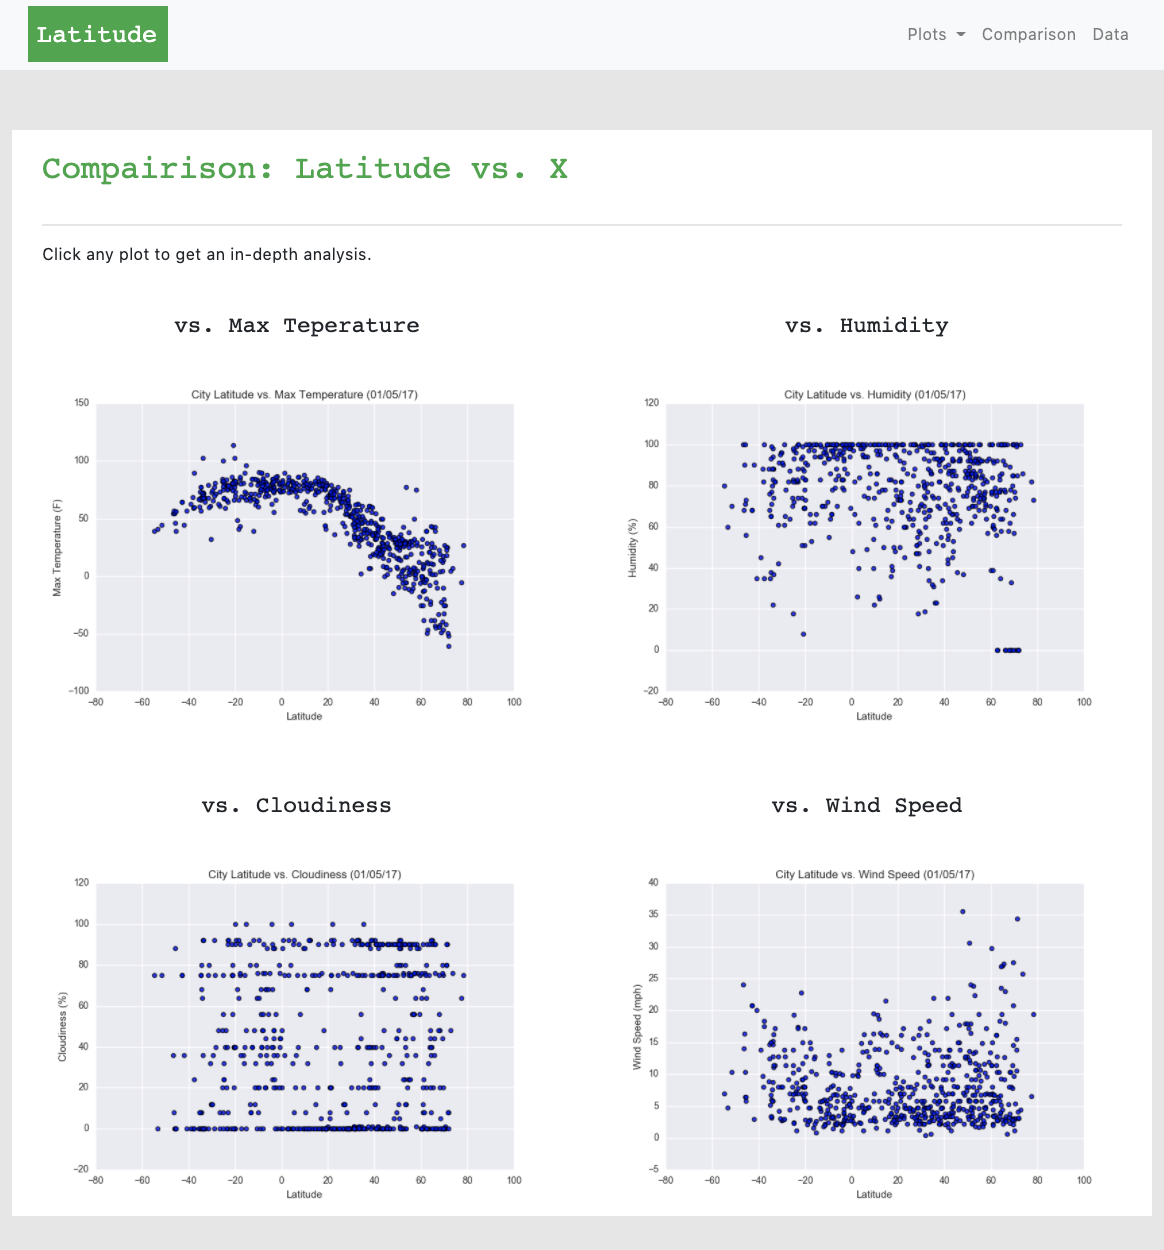 Latitude
Plots Comparison Data
Compairison: Latitude vs. X
Click any plot to get an in-depth analysis.
vs. Max Teperature
City Latitude vs. Max Temperature (01/05/17)
150
100
50
0
−50
−100
Max Temperature (F)
−80 −60 −40 −20 0 20 40 60 80 100
Latitude
vs. Humidity
City Latitude vs. Humidity (01/05/17)
120
100
80
60
40
20
0
−20
Humidity (%)
−80 −60 −40 −20 0 20 40 60 80 100
Latitude
vs. Cloudiness
City Latitude vs. Cloudiness (01/05/17)
120
100
80
60
40
20
0
−20
Cloudiness (%)
−80 −60 −40 −20 0 20 40 60 80 100
Latitude
vs. Wind Speed
City Latitude vs. Wind Speed (01/05/17)
40
35
30
25
20
15
10
5
0
−5
Wind Speed (mph)
−80 −60 −40 −20 0 20 40 60 80 100
Latitude